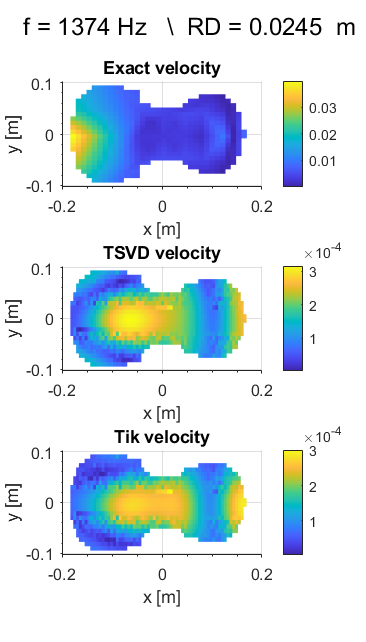 f = 1374 Hz \ RD = 0.0245 m
Exact velocity
0.1
0
-0.1
y [m]
-0.2 0 0.2
x [m]
0.03
0.02
0.01
TSVD velocity
×10⁻⁴
0.1
0
-0.1
y [m]
-0.2 0 0.2
x [m]
3
2
1
Tik velocity
×10⁻⁴
0.1
0
-0.1
y [m]
-0.2 0 0.2
x [m]
3
2
1